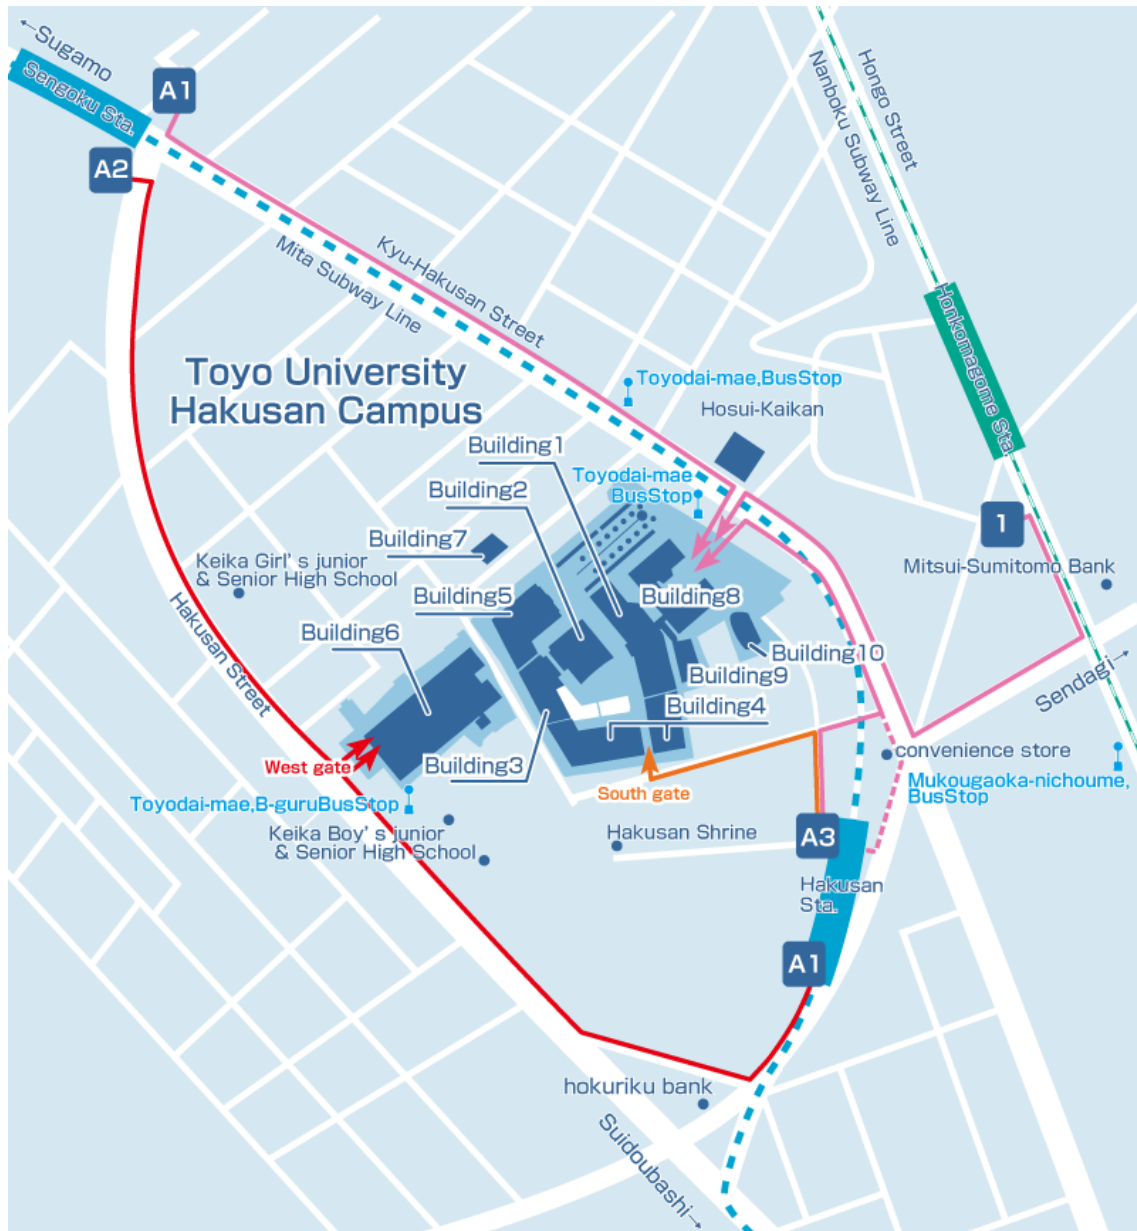 ←Sugamo
Sengoku Sta.
A1
A2
Hongo Street
Nanboku Subway Line
Kyu-Hakusan Street
Mita Subway Line
Honkomagome Sta.
Toyo University
Hakusan Campus
Toyodai-mae,BusStop
Hosui-Kaikan
Building1
Toyodai-mae
BusStop
Building2
1
Building7
Mitsui-Sumitomo Bank
Keika Girl's junior
& Senior High School
Building5
Building8
Hakusan Street
Building6
Building10
Building9
Sendagi→
Building4
convenience store
West gate
Building3
Mukougaoka-nichoume,
BusStop
South gate
Toyodai-mae,B-guruBusStop
Keika Boy's junior
& Senior High School
Hakusan Shrine
A3
Hakusan
Sta.
A1
hokuriku bank
Suidoubashi→